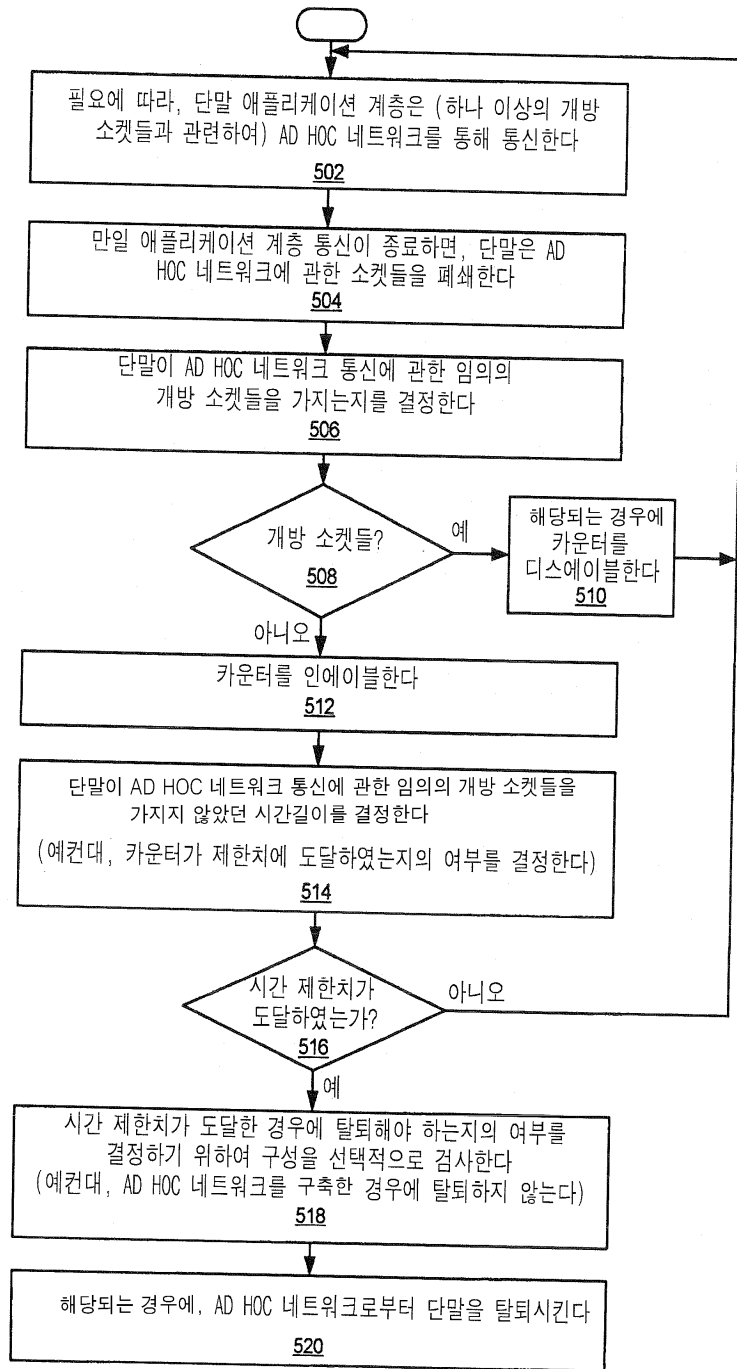 필요에 따라, 단말 애플리케이션 계층은 (하나 이상의 개방
소켓들과 관련하여) AD HOC 네트워크를 통해 통신한다
502
만일 애플리케이션 계층 통신이 종료하면, 단말은 AD
HOC 네트워크에 관한 소켓들을 폐쇄한다
504
단말이 AD HOC 네트워크 통신에 관한 임의의
개방 소켓들을 가지는지를 결정한다
506
개방 소켓들?
508
예
해당되는 경우에
카운터를
디스에이블한다
510
아니오
카운터를 인에이블한다
512
단말이 AD HOC 네트워크 통신에 관한 임의의 개방 소켓들을
가지지 않았던 시간길이를 결정한다
(예컨대, 카운터가 제한치에 도달하였는지의 여부를 결정한다)
514
시간 제한치가
도달하였는가?
516
아니오
예
시간 제한치가 도달한 경우에 탈퇴해야 하는지의 여부를
결정하기 위하여 구성을 선택적으로 검사한다
(예컨대, AD HOC 네트워크를 구축한 경우에 탈퇴하지 않는다)
518
해당되는 경우에, AD HOC 네트워크로부터 단말을 탈퇴시킨다
520